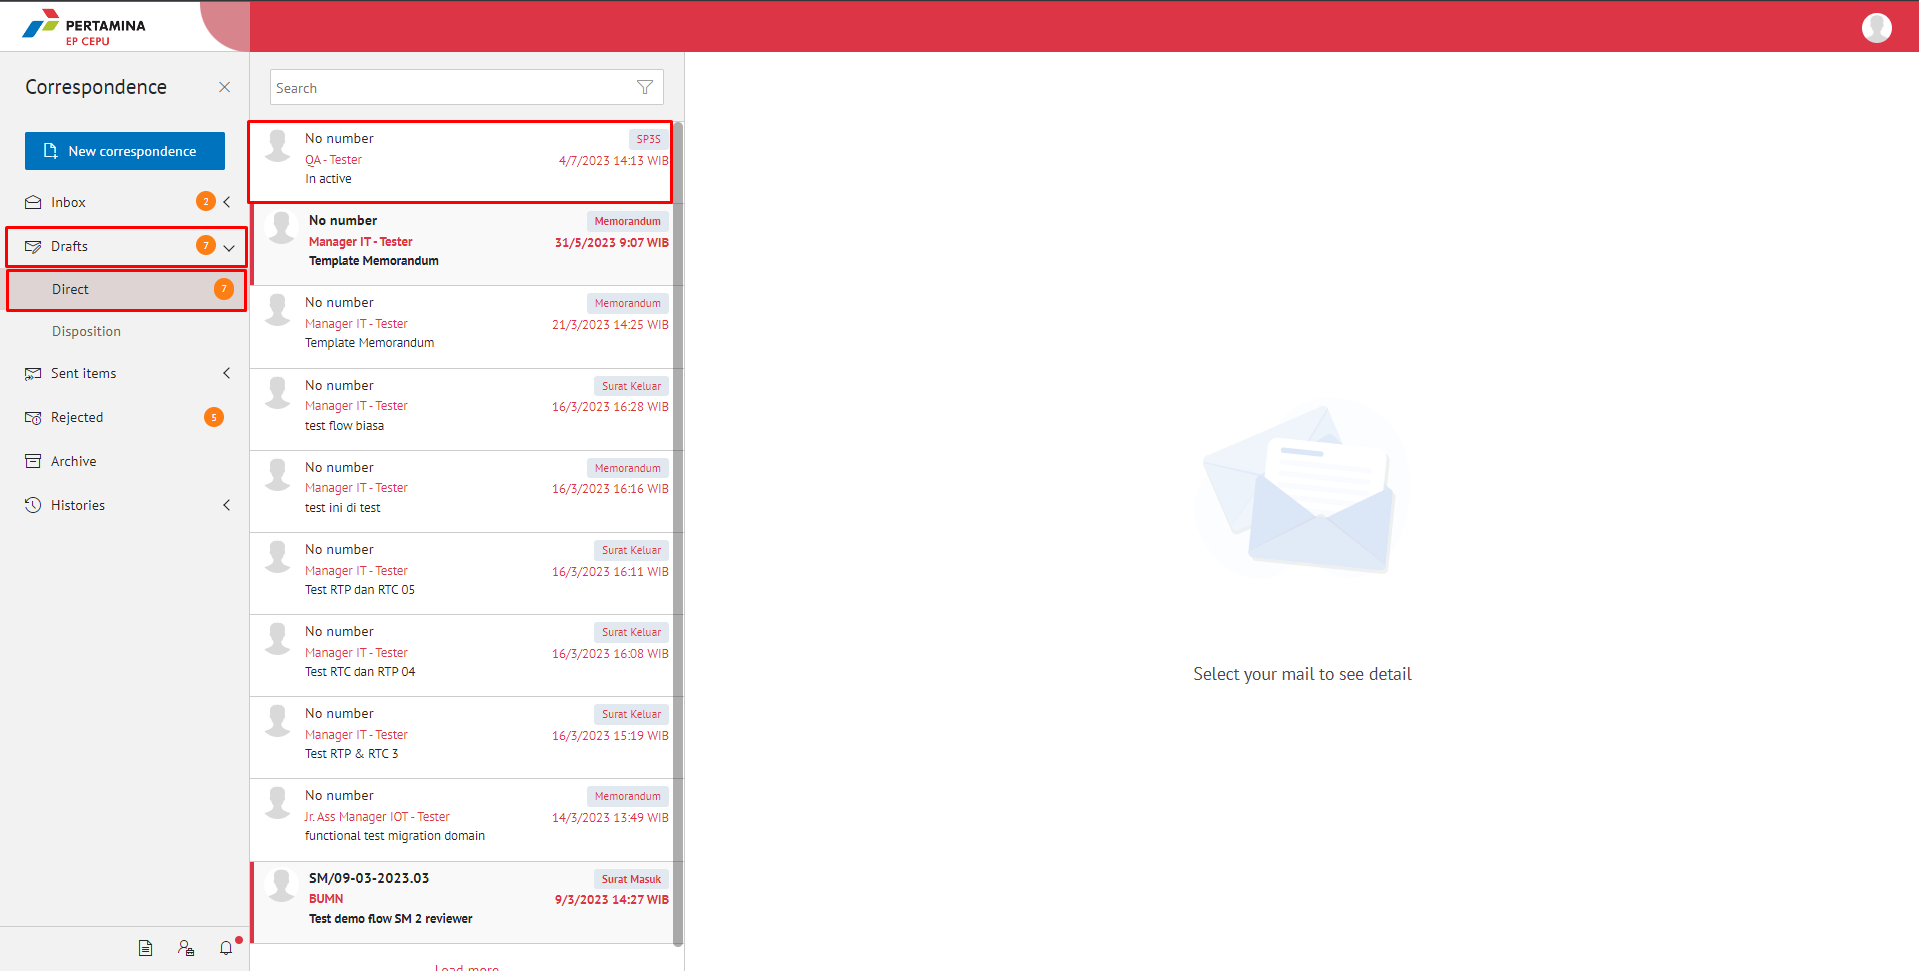 PERTAMINA
EP CEPU
Correspondence
New correspondence
Inbox 2
Drafts 7
Direct 7
Disposition
Sent items
Rejected 5
Archive
Histories
Search
No number SP3S
QA - Tester 4/7/2023 14:13 WIB
In active
No number Memorandum
Manager IT - Tester 31/5/2023 9:07 WIB
Template Memorandum
No number Memorandum
Manager IT - Tester 21/3/2023 14:25 WIB
Template Memorandum
No number Surat Keluar
Manager IT - Tester 16/3/2023 16:28 WIB
test flow biasa
No number Memorandum
Manager IT - Tester 16/3/2023 16:16 WIB
test ini di test
No number Surat Keluar
Manager IT - Tester 16/3/2023 16:11 WIB
Test RTP dan RTC 05
No number Surat Keluar
Manager IT - Tester 16/3/2023 16:08 WIB
Test RTC dan RTP 04
No number Surat Keluar
Manager IT - Tester 16/3/2023 15:19 WIB
Test RTP & RTC 3
No number Memorandum
Jr. Ass Manager IOT - Tester 14/3/2023 13:49 WIB
functional test migration domain
SM/09-03-2023.03 Surat Masuk
BUMN 9/3/2023 14:27 WIB
Test demo flow SM 2 reviewer
Load more
Select your mail to see detail